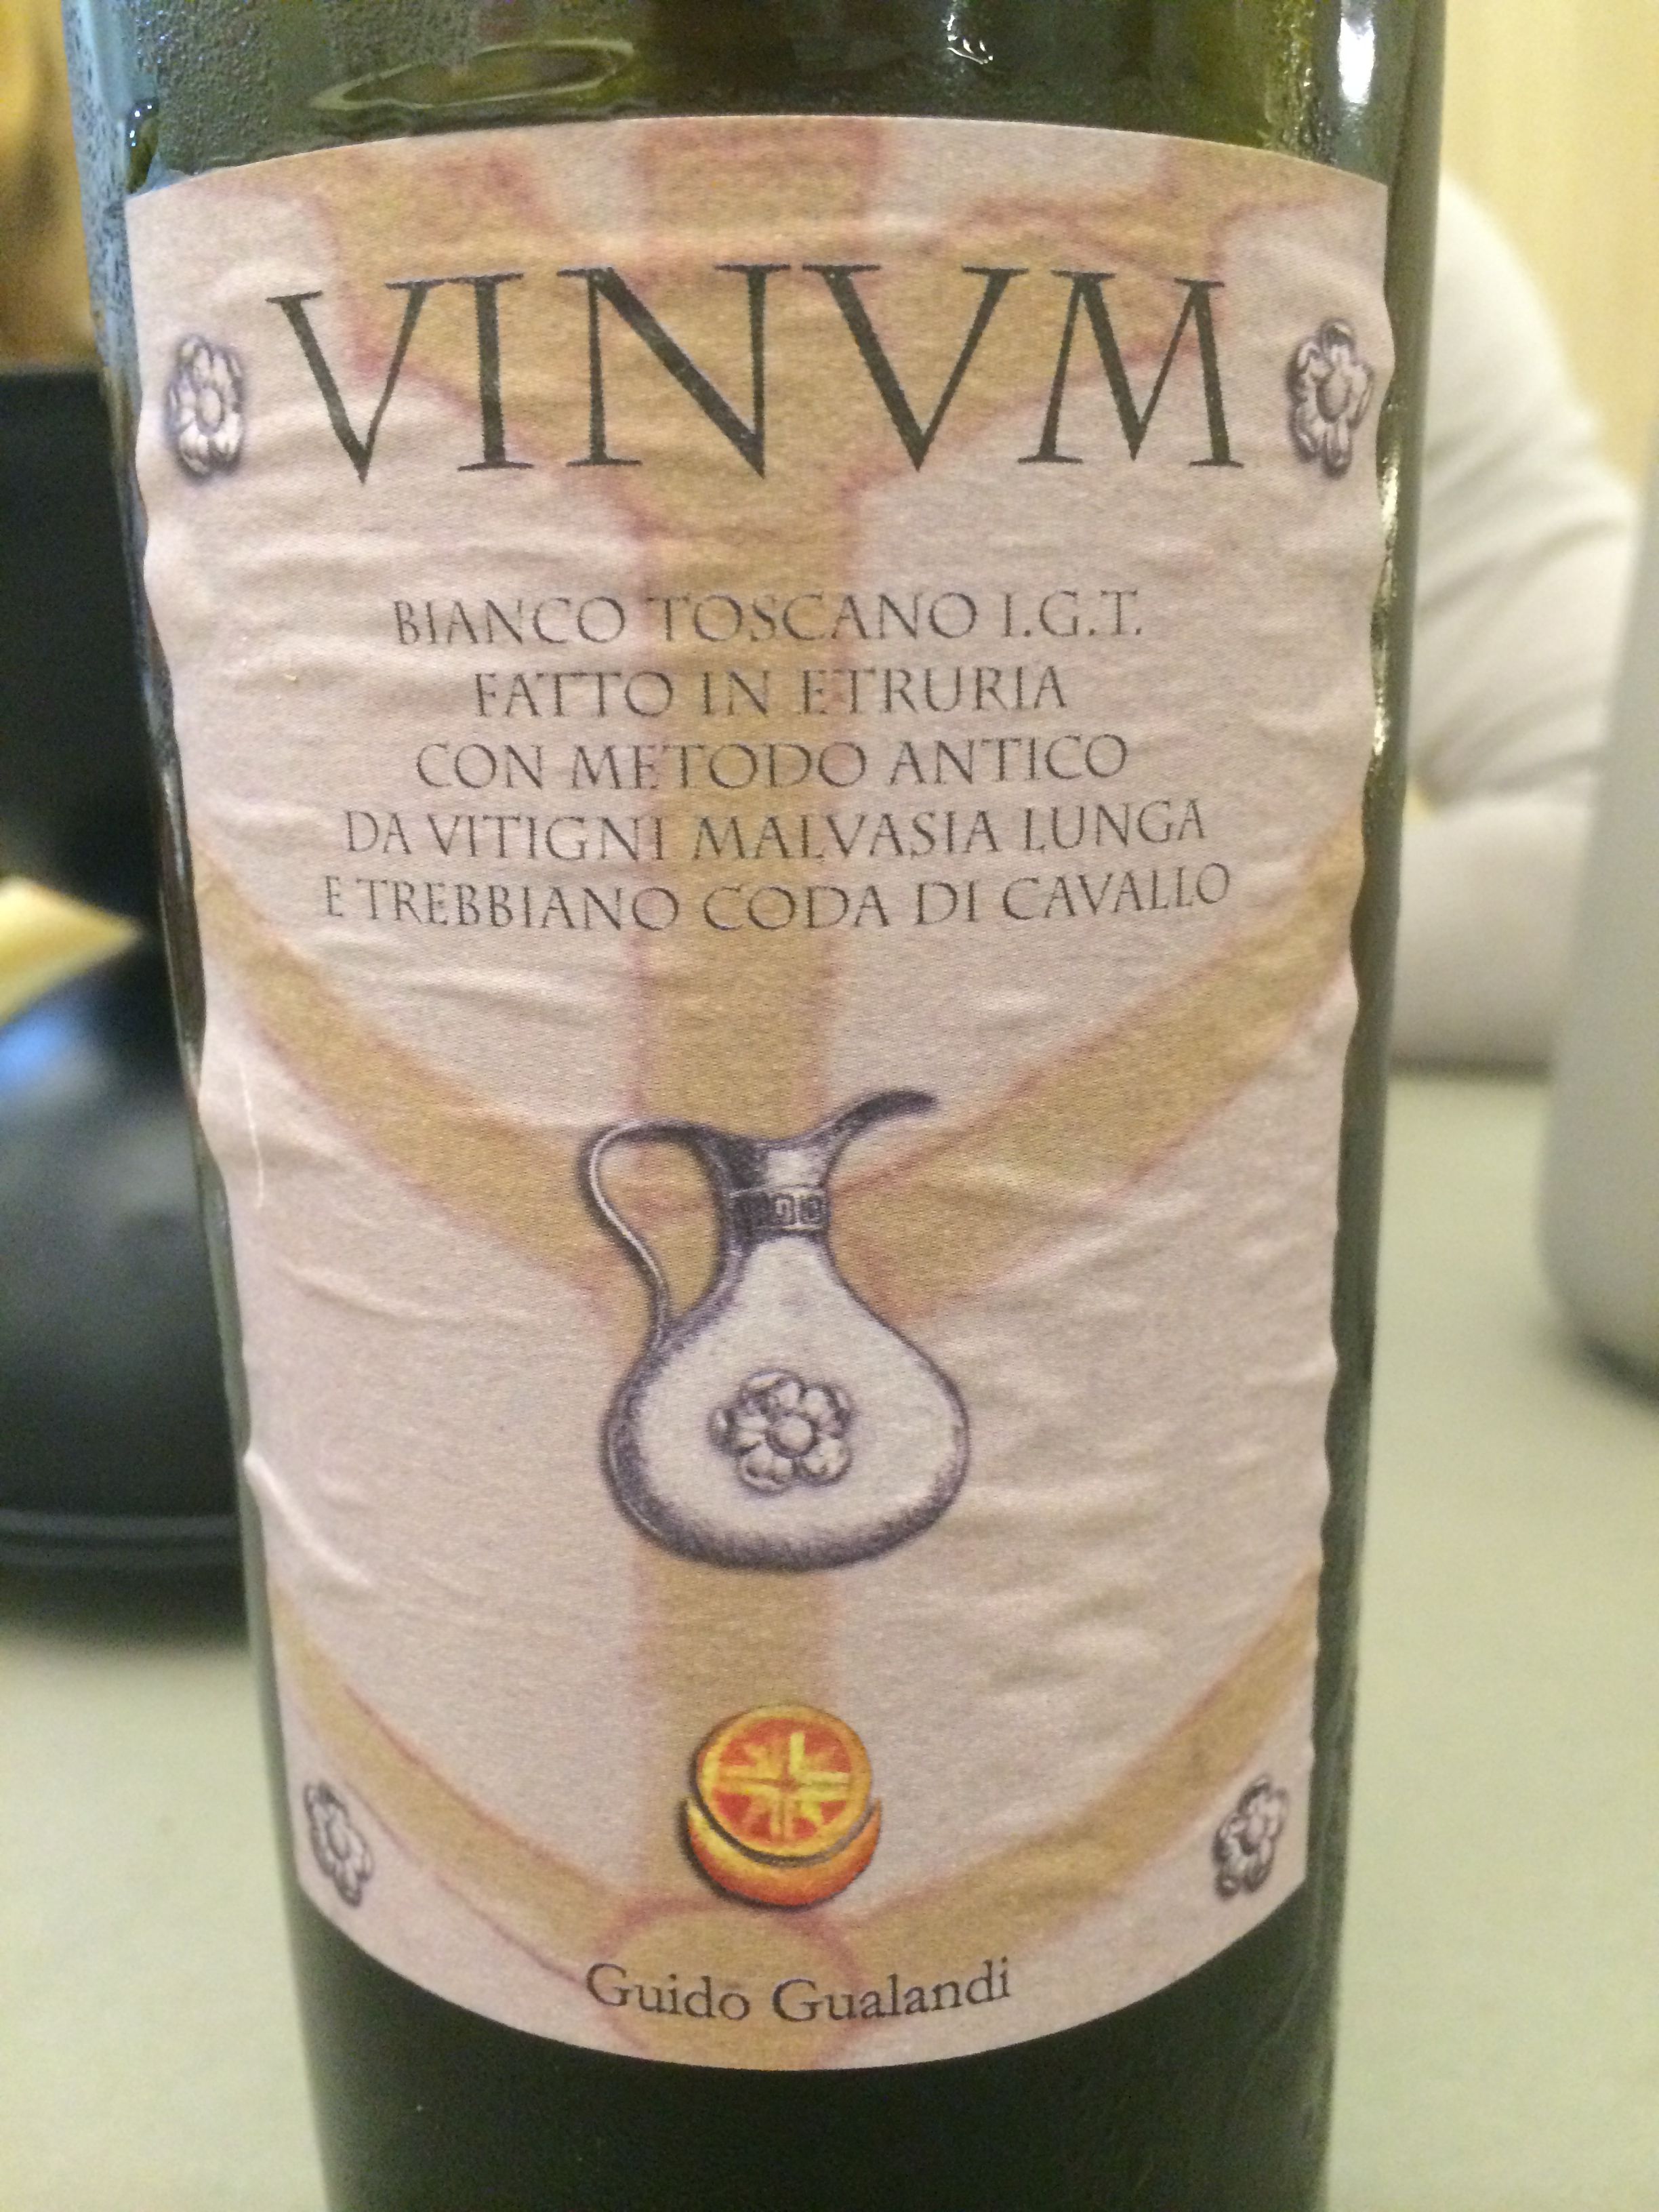 VINVM
BIANCO TOSCANO I.G.T.
FATTO IN ETRURIA
CON METODO ANTICO
DA VITIGNI MALVASIA LUNGA
E TREBBIANO CODA DI CAVALLO
Guido Gualandi